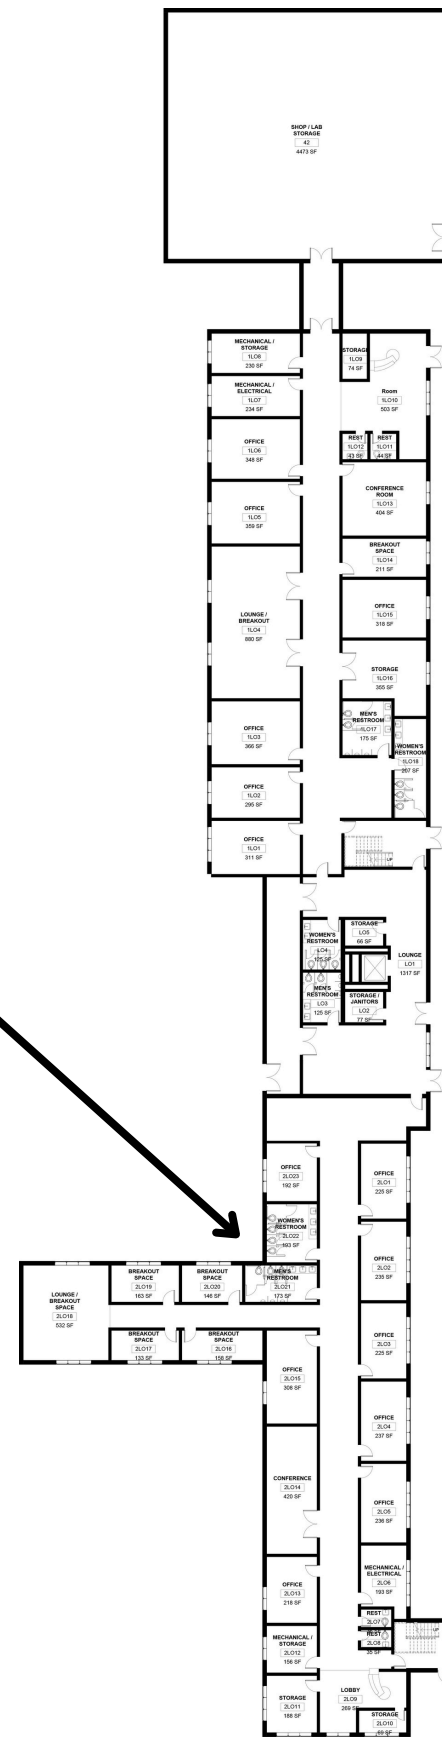 SHOP / LAB
STORAGE
42
4473 SF
MECHANICAL /
STORAGE
1LO8
230 SF
STORAGE
1LO9
74 SF
MECHANICAL /
ELECTRICAL
1LO7
234 SF
Room
1LO10
503 SF
OFFICE
1LO6
348 SF
REST
1LO12
43 SF
REST
1LO11
44 SF
OFFICE
1LO5
359 SF
CONFERENCE
ROOM
1LO13
404 SF
BREAKOUT
SPACE
1LO14
211 SF
LOUNGE /
BREAKOUT
1LO4
880 SF
OFFICE
1LO15
318 SF
STORAGE
1LO16
355 SF
OFFICE
1LO3
366 SF
MEN'S
RESTROOM
1LO17
175 SF
WOMEN'S
RESTROOM
1LO18
207 SF
OFFICE
1LO2
295 SF
OFFICE
1LO1
311 SF
UP
STORAGE
LO5
66 SF
WOMEN'S
RESTROOM
LO4
125 SF
LOUNGE
LO1
1317 SF
MEN'S
RESTROOM
LO3
125 SF
STORAGE /
JANITORS
LO2
77 SF
OFFICE
2LO23
192 SF
OFFICE
2LO1
225 SF
WOMEN'S
RESTROOM
2LO22
193 SF
OFFICE
2LO2
235 SF
LOUNGE /
BREAKOUT
SPACE
2LO18
532 SF
BREAKOUT
SPACE
2LO19
163 SF
BREAKOUT
SPACE
2LO20
146 SF
MEN'S
RESTROOM
2LO21
173 SF
BREAKOUT
SPACE
2LO17
133 SF
BREAKOUT
SPACE
2LO16
158 SF
OFFICE
2LO3
225 SF
OFFICE
2LO15
308 SF
OFFICE
2LO4
237 SF
CONFERENCE
2LO14
420 SF
OFFICE
2LO5
236 SF
OFFICE
2LO13
218 SF
MECHANICAL /
ELECTRICAL
2LO6
193 SF
REST
2LO7
REST
2LO8
35 SF
UP
MECHANICAL /
STORAGE
2LO12
156 SF
STORAGE
2LO11
188 SF
LOBBY
2LO9
269 SF
STORAGE
2LO10
69 SF